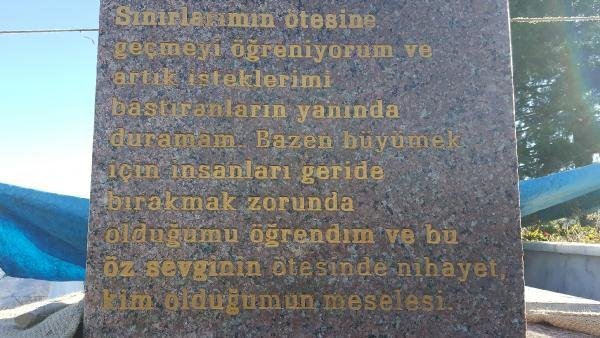 Sınırlarımın ötesine
geçmeyi öğreniyorum ve
artık isteklerimi
bastıranların yanında
duramam. Bazen büyümek
için insanları geride
bırakmak zorunda
olduğumu öğrendim ve bu
öz sevginin ötesinde nihayet,
kim olduğumun meselesi.